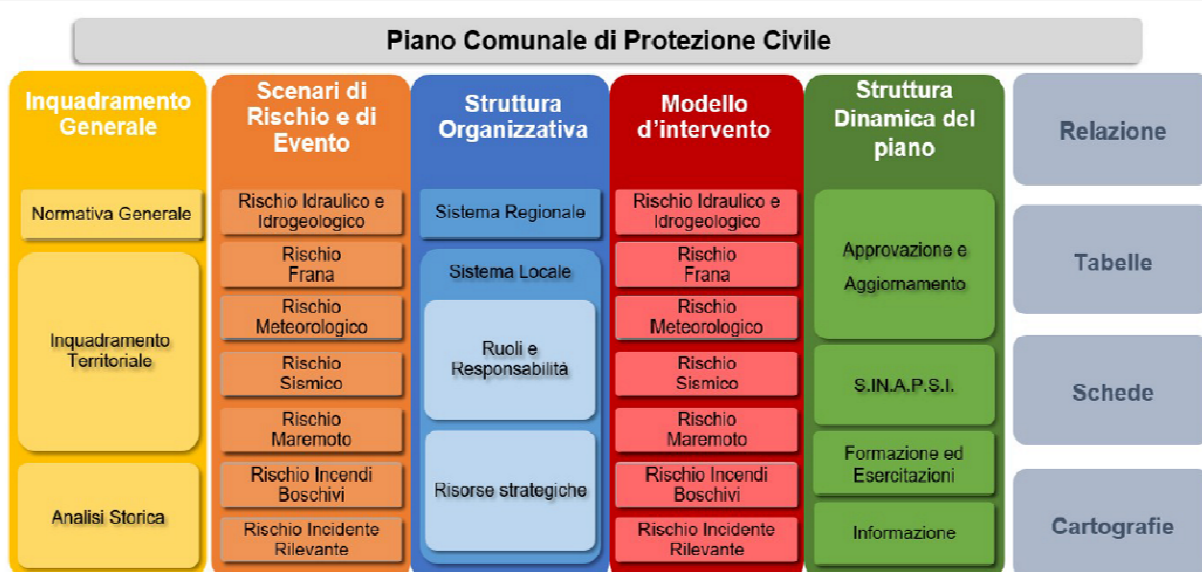 Piano Comunale di Protezione Civile
Inquadramento
Generale
Normativa Generale
Inquadramento
Territoriale
Analisi Storica
Scenari di
Rischio e di
Evento
Rischio Idraulico e
Idrogeologico
Rischio
Frana
Rischio
Meteorologico
Rischio
Sismico
Rischio
Maremoto
Rischio Incendi
Boschivi
Rischio Incidente
Rilevante
Struttura
Organizzativa
Sistema Regionale
Sistema Locale
Ruoli e
Responsabilità
Risorse strategiche
Modello
d'intervento
Rischio Idraulico e
Idrogeologico
Rischio
Frana
Rischio
Meteorologico
Rischio
Sismico
Rischio
Maremoto
Rischio Incendi
Boschivi
Rischio Incidente
Rilevante
Struttura
Dinamica del
piano
Approvazione e
Aggiornamento
S.IN.A.P.S.I.
Formazione ed
Esercitazioni
Informazione
Relazione
Tabelle
Schede
Cartografie